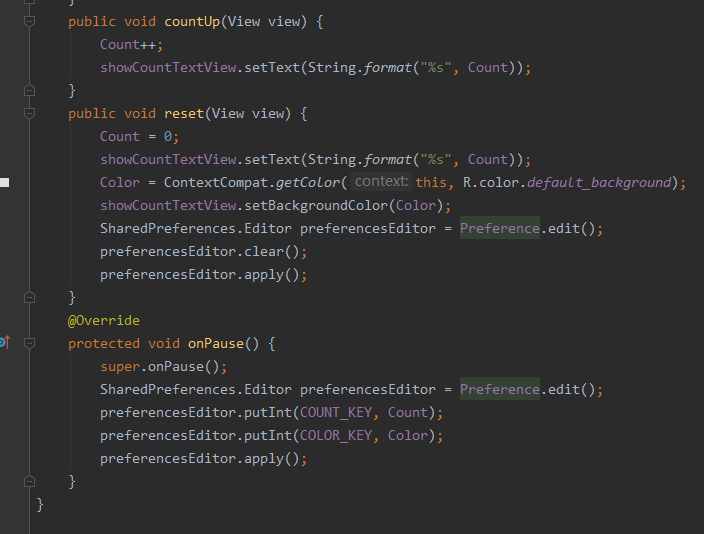 }
public void countUp(View view) {
Count++;
showCountTextView.setText(String.format("%s", Count));
}
public void reset(View view) {
Count = 0;
showCountTextView.setText(String.format("%s", Count));
Color = ContextCompat.getColor( context: this, R.color.default_background);
showCountTextView.setBackgroundColor(Color);
SharedPreferences.Editor preferencesEditor = Preference.edit();
preferencesEditor.clear();
preferencesEditor.apply();
}
@Override
protected void onPause() {
super.onPause();
SharedPreferences.Editor preferencesEditor = Preference.edit();
preferencesEditor.putInt(COUNT_KEY, Count);
preferencesEditor.putInt(COLOR_KEY, Color);
preferencesEditor.apply();
}
}